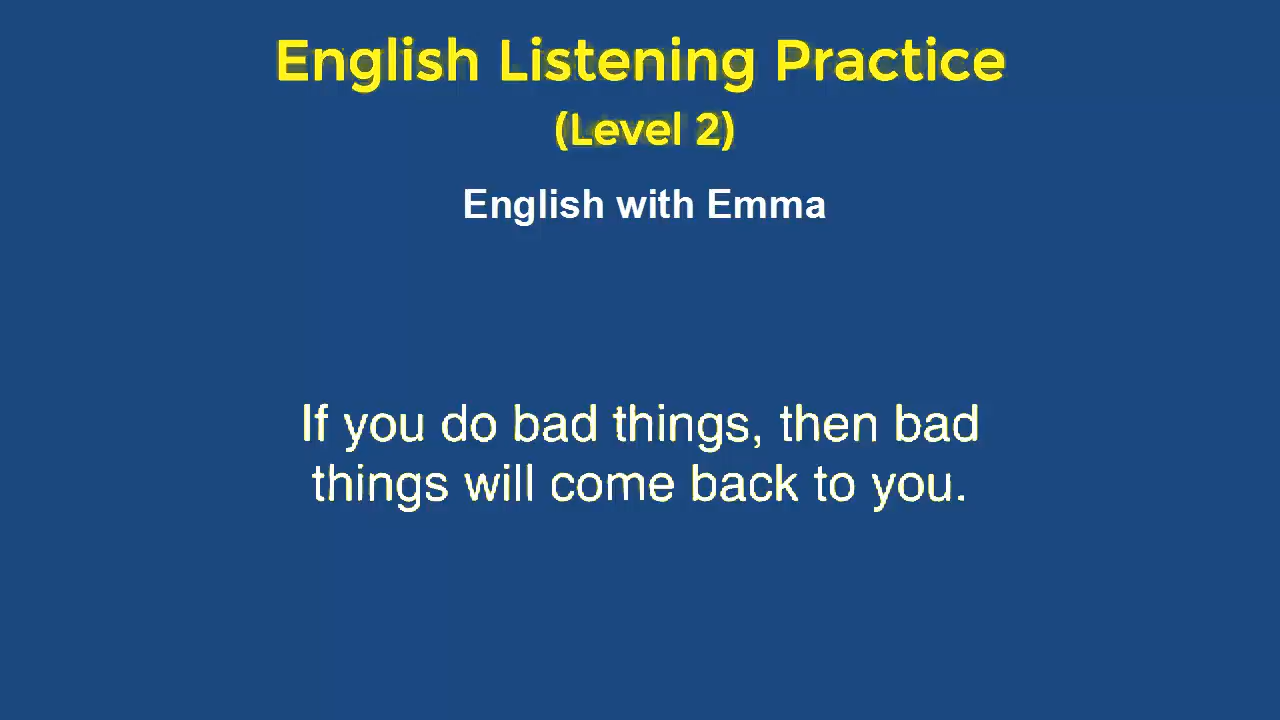 English Listening Practice
(Level 2)
English with Emma
If you do bad things, then bad
things will come back to you.